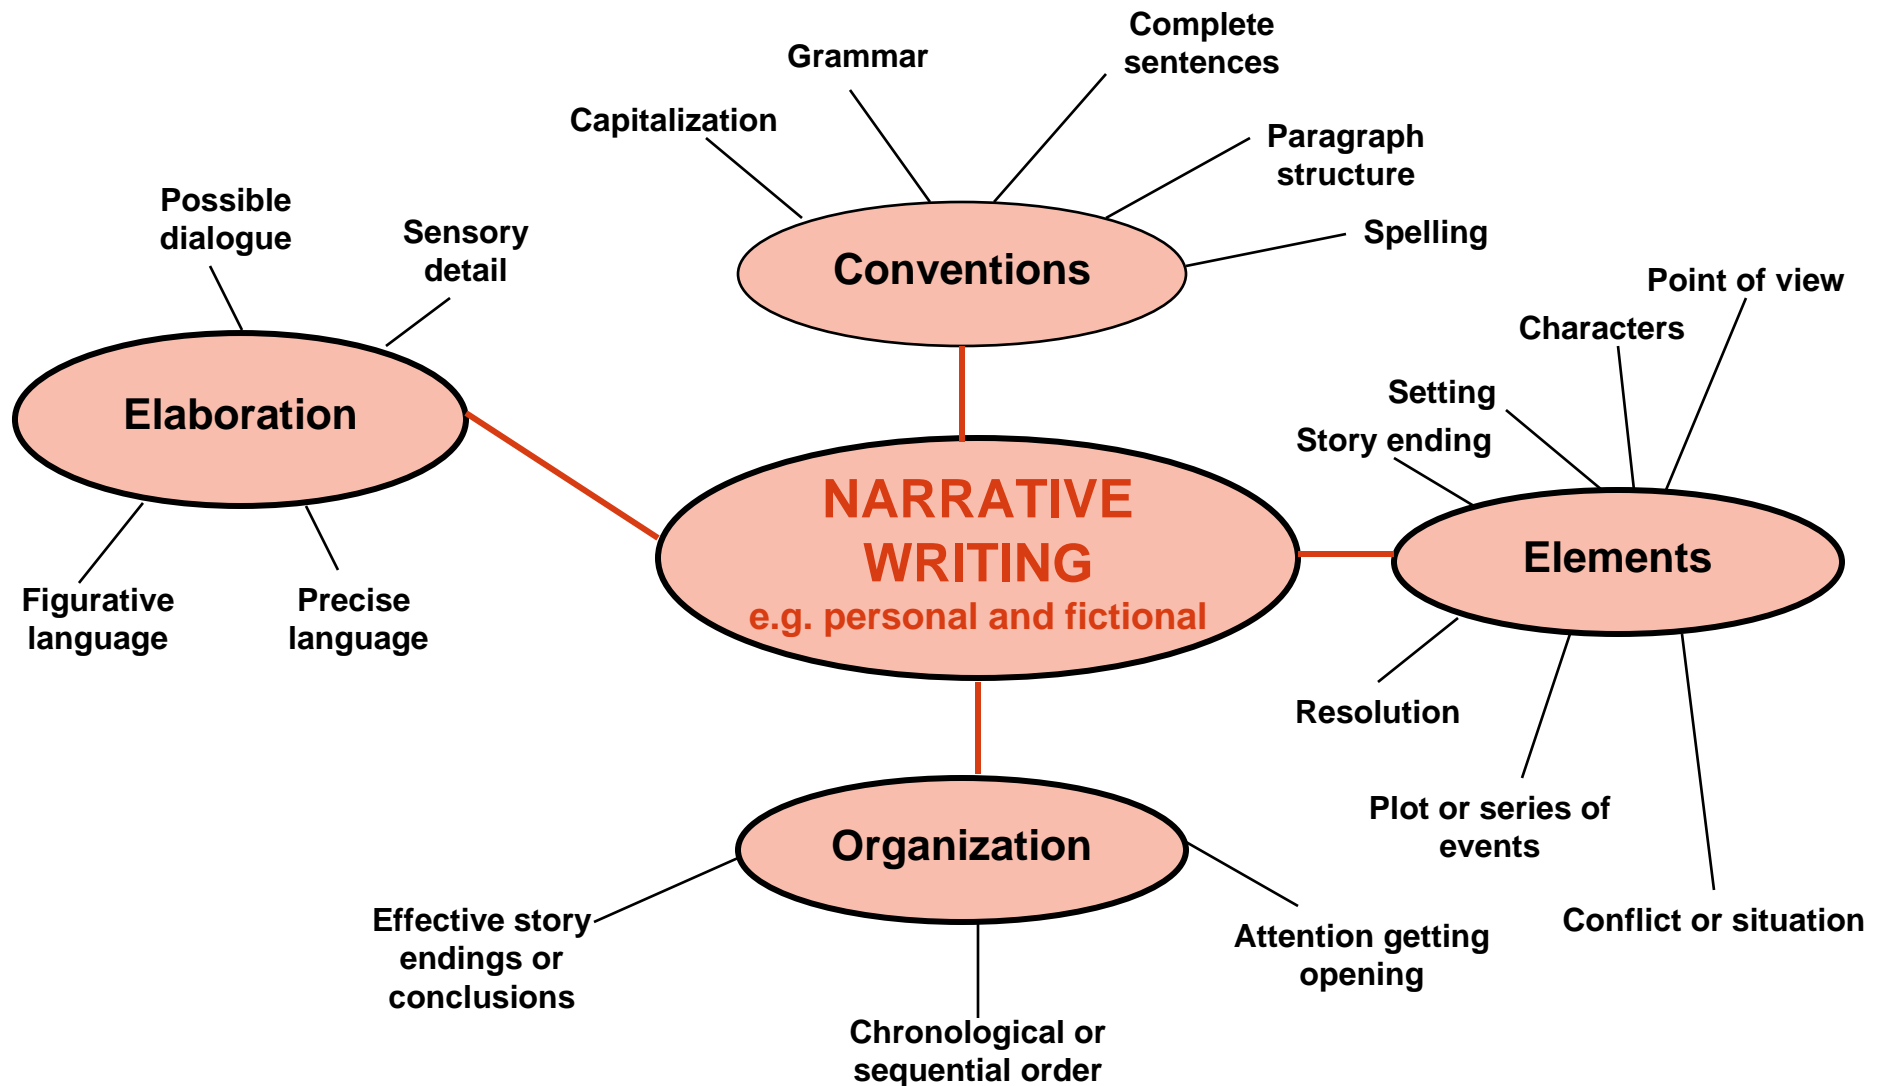 Complete
sentences
Grammar
Capitalization
Paragraph
structure
Spelling
Conventions
Possible
dialogue
Sensory
detail
Elaboration
Figurative
language
Precise
language
NARRATIVE
WRITING
e.g. personal and fictional
Point of view
Characters
Setting
Story ending
Elements
Resolution
Plot or series of
events
Conflict or situation
Organization
Effective story
endings or
conclusions
Chronological or
sequential order
Attention getting
opening